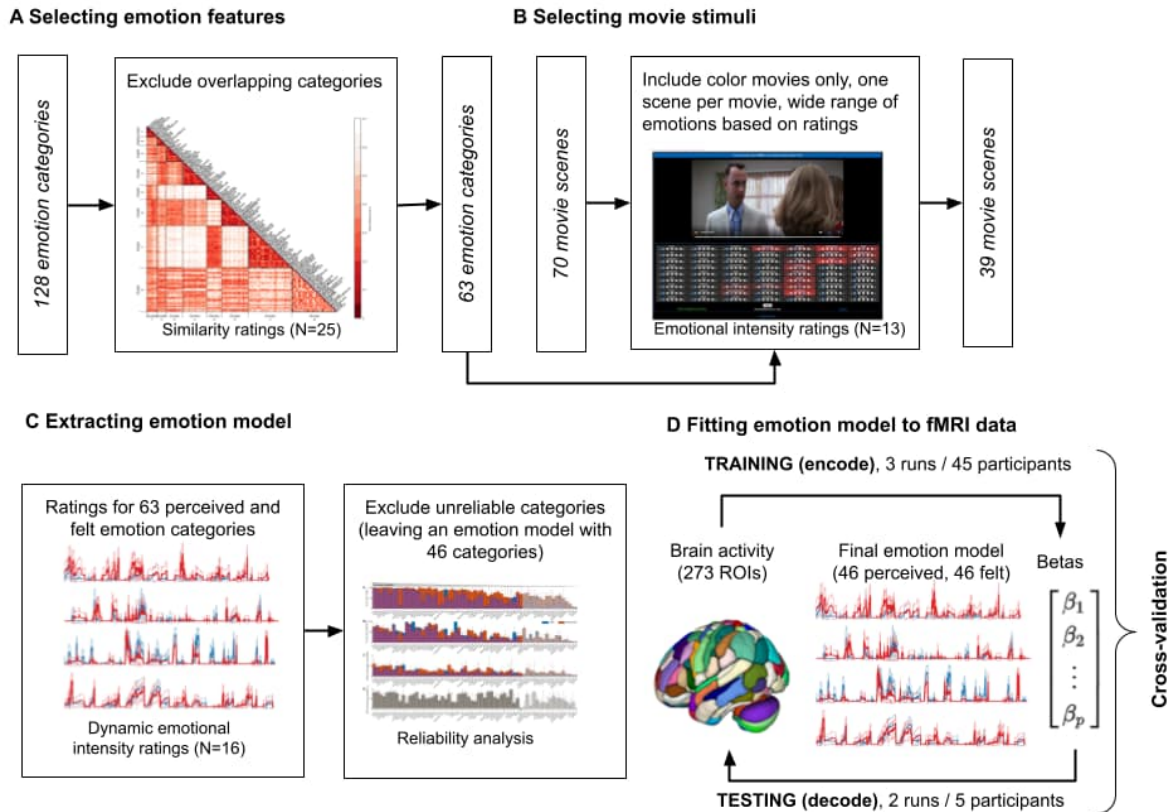 A Selecting emotion features
128 emotion categories
Exclude overlapping categories
Similarity ratings (N=25)
63 emotion categories
B Selecting movie stimuli
70 movie scenes
Include color movies only, one
scene per movie, wide range of
emotions based on ratings
Emotional intensity ratings (N=13)
39 movie scenes
C Extracting emotion model
Ratings for 63 perceived and
felt emotion categories
Dynamic emotional
intensity ratings (N=16)
Exclude unreliable categories
(leaving an emotion model with
46 categories)
Reliability analysis
D Fitting emotion model to fMRI data
TRAINING (encode), 3 runs / 45 participants
Brain activity
(273 ROIs)
Final emotion model
(46 perceived, 46 felt)
Betas
β₁
β₂
⋮
βₚ
TESTING (decode), 2 runs / 5 participants
Cross-validation